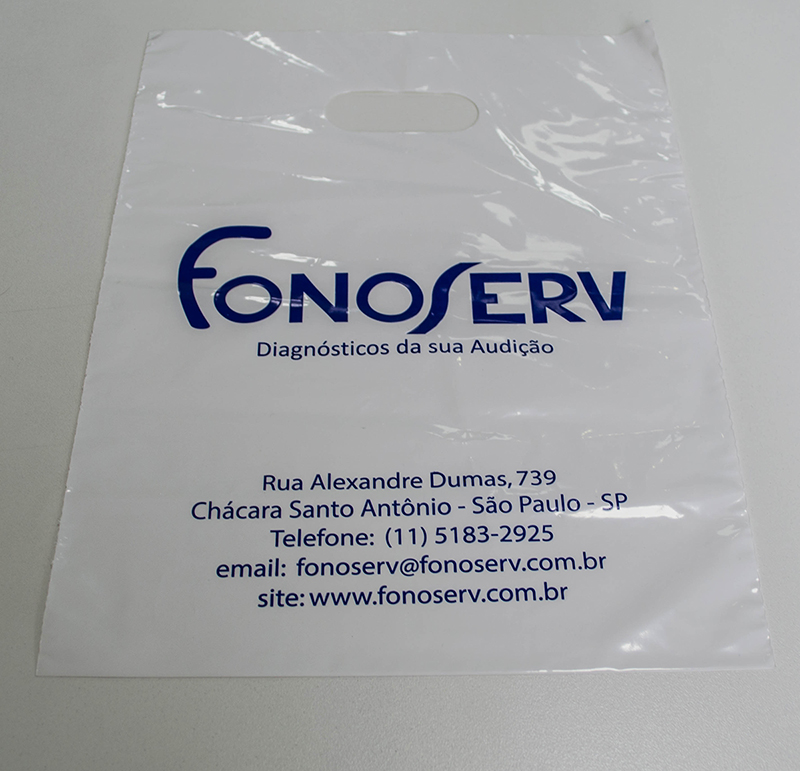 FONOSERV
Diagnósticos da sua Audição
Rua Alexandre Dumas, 739
Chácara Santo Antônio - São Paulo - SP
Telefone: (11) 5183-2925
email: fonoserv@fonoserv.com.br
site: www.fonoserv.com.br